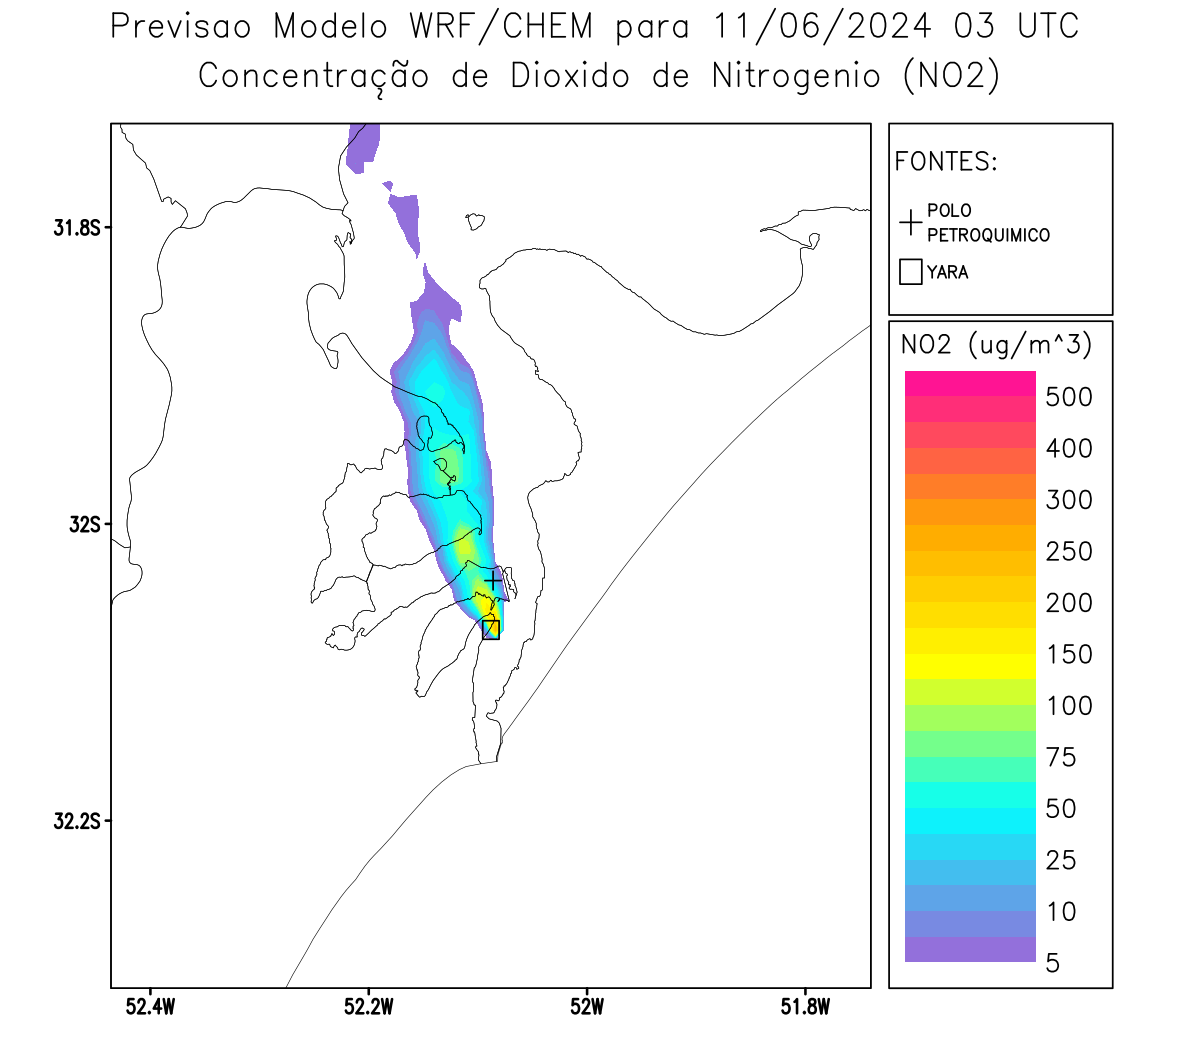 Previsao Modelo WRF/CHEM para 11/06/2024 03 UTC
Concentração de Dioxido de Nitrogenio (NO2)
FONTES:
POLO
PETROQUIMICO
YARA
NO2 (ug/m^3)
500
400
300
250
200
150
100
75
50
25
10
5
31.8S
32S
32.2S
52.4W
52.2W
52W
51.8W